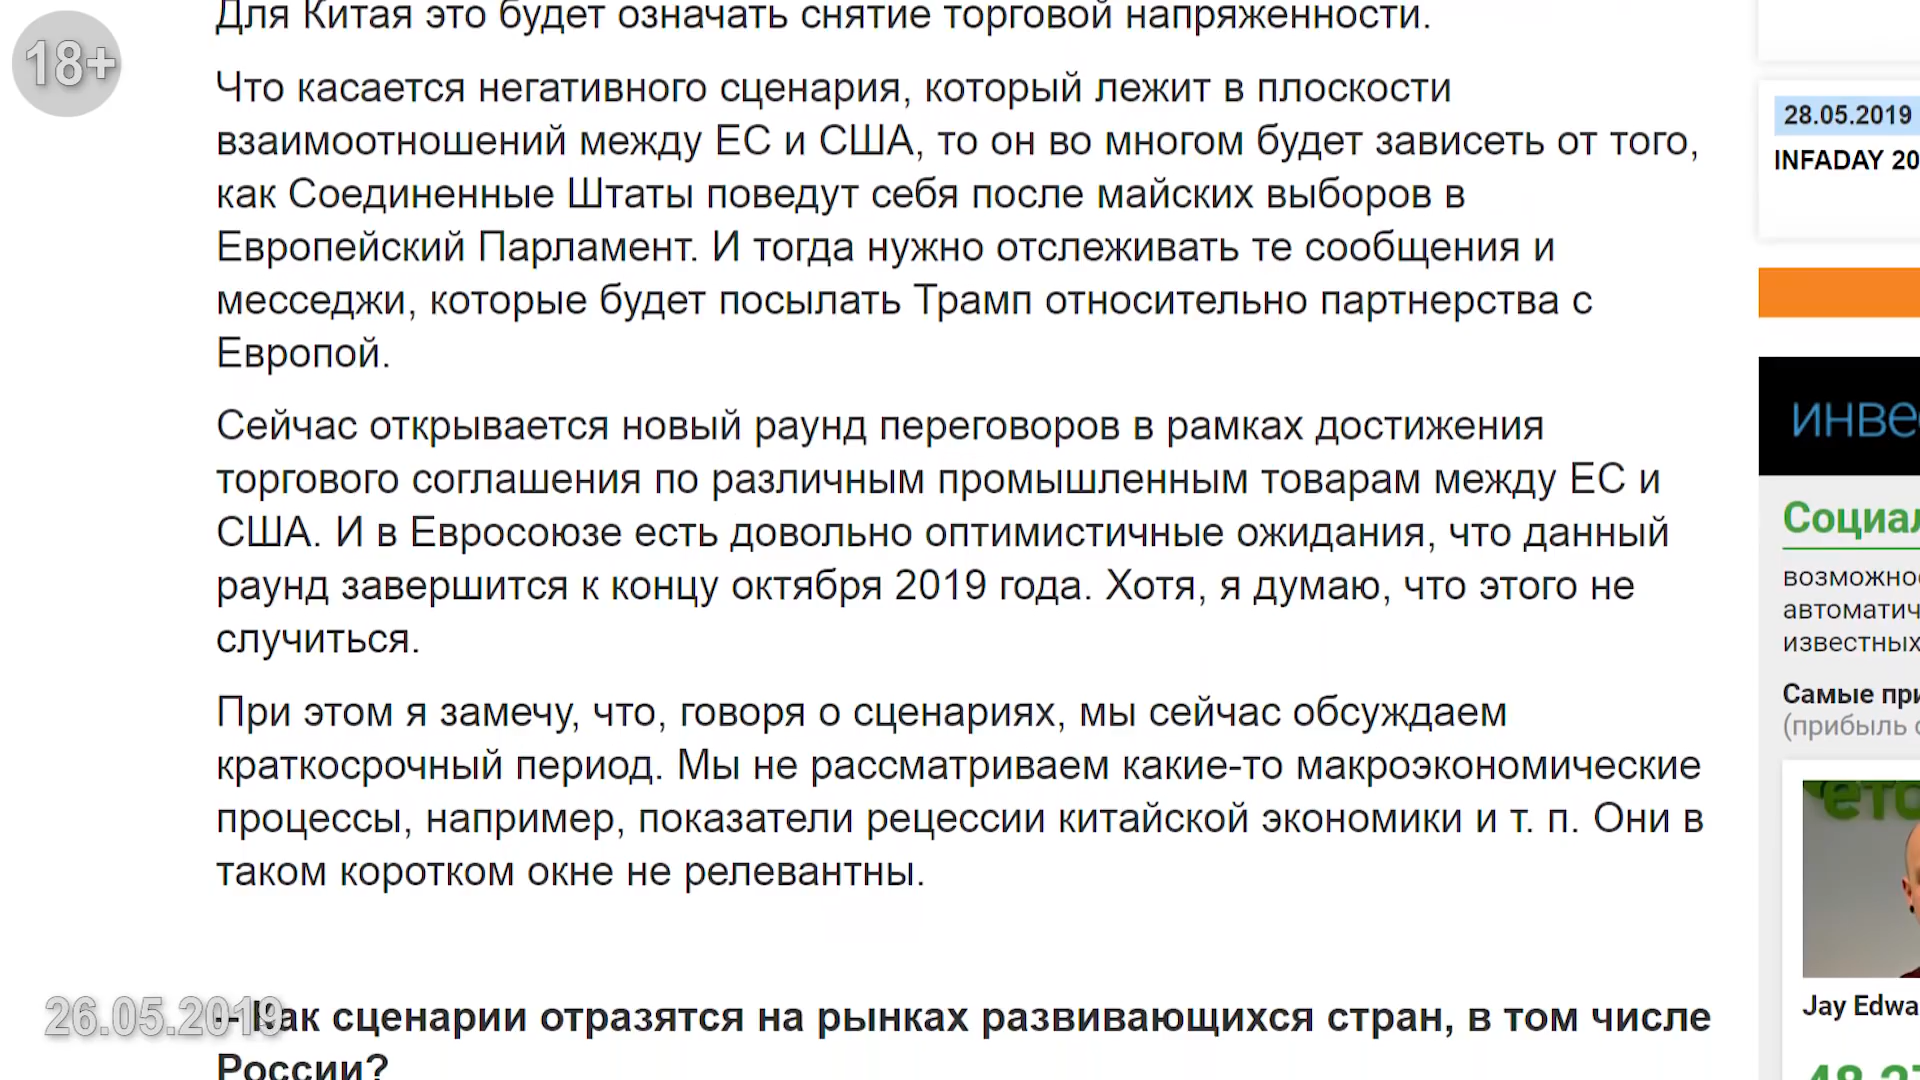 Для Китая это будет означать снятие торговой напряженности.
18+
Что касается негативного сценария, который лежит в плоскости
взаимоотношений между ЕС и США, то он во многом будет зависеть от того,
как Соединенные Штаты поведут себя после майских выборов в
Европейский Парламент. И тогда нужно отслеживать те сообщения и
месседжи, которые будет посылать Трамп относительно партнерства с
Европой.
Сейчас открывается новый раунд переговоров в рамках достижения
торгового соглашения по различным промышленным товарам между ЕС и
США. И в Евросоюзе есть довольно оптимистичные ожидания, что данный
раунд завершится к концу октября 2019 года. Хотя, я думаю, что этого не
случиться.
При этом я замечу, что, говоря о сценариях, мы сейчас обсуждаем
краткосрочный период. Мы не рассматриваем какие-то макроэкономические
процессы, например, показатели рецессии китайской экономики и т. п. Они в
таком коротком окне не релевантны.
– Как сценарии отразятся на рынках развивающихся стран, в том числе
России?
26.05.2019
28.05.2019
INFADAY 20
Самые
(прибыль
Jay